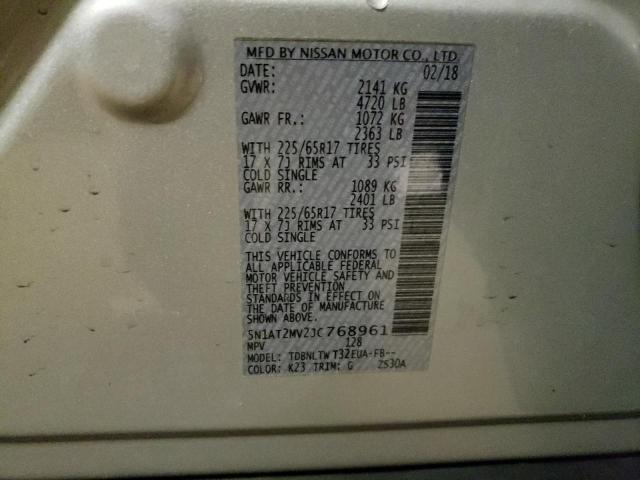 MFD BY NISSAN MOTOR CO., LTD.
DATE: 02/18
GVWR: 2141 KG
4720 LB
GAWR FR.: 1072 KG
2363 LB
WITH 225/65R17 TIRES
17 X 7J RIMS AT 33 PSI
COLD SINGLE
GAWR RR.: 1089 KG
2401 LB
WITH 225/65R17 TIRES
17 X 7J RIMS AT 33 PSI
COLD SINGLE
THIS VEHICLE CONFORMS TO
ALL APPLICABLE FEDERAL
MOTOR VEHICLE SAFETY AND
THEFT PREVENTION
STANDARDS IN EFFECT ON
THE DATE OF MANUFACTURE
SHOWN ABOVE.
5N1AT2MV2JC768961
MPV 128
MODEL: TDBNLTW T32EUA-FB--
COLOR: K23 TRIM: G ZS30A